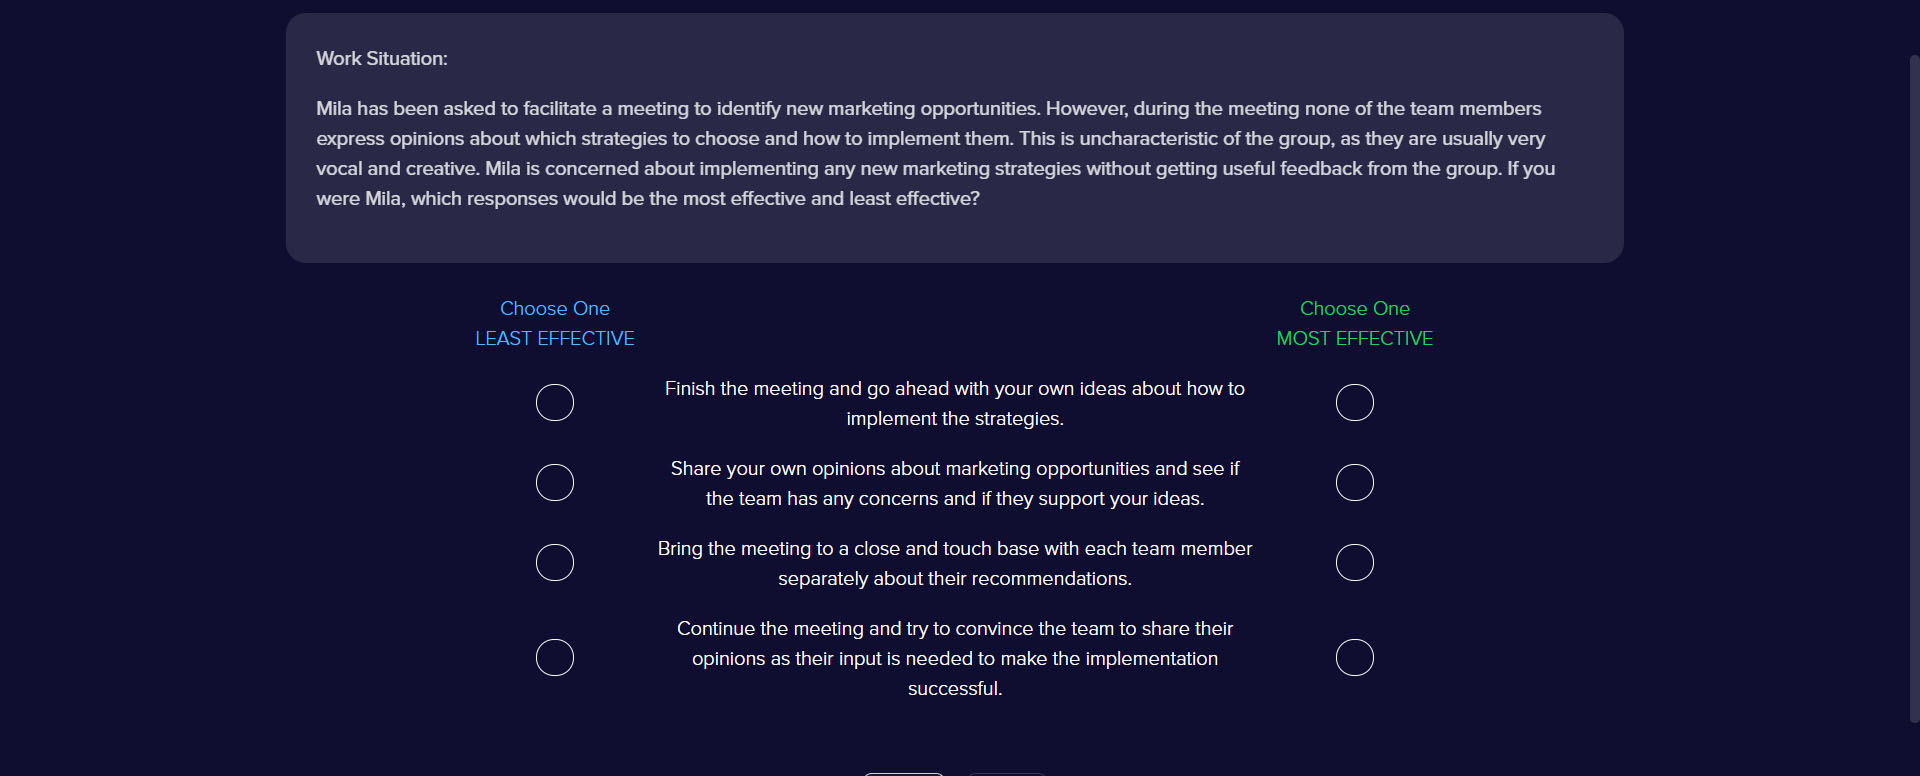 Work Situation:
Mila has been asked to facilitate a meeting to identify new marketing opportunities. However, during the meeting none of the team members
express opinions about which strategies to choose and how to implement them. This is uncharacteristic of the group, as they are usually very
vocal and creative. Mila is concerned about implementing any new marketing strategies without getting useful feedback from the group. If you
were Mila, which responses would be the most effective and least effective?
Choose One
LEAST EFFECTIVE
Choose One
MOST EFFECTIVE
Finish the meeting and go ahead with your own ideas about how to
implement the strategies.
Share your own opinions about marketing opportunities and see if
the team has any concerns and if they support your ideas.
Bring the meeting to a close and touch base with each team member
separately about their recommendations.
Continue the meeting and try to convince the team to share their
opinions as their input is needed to make the implementation
successful.